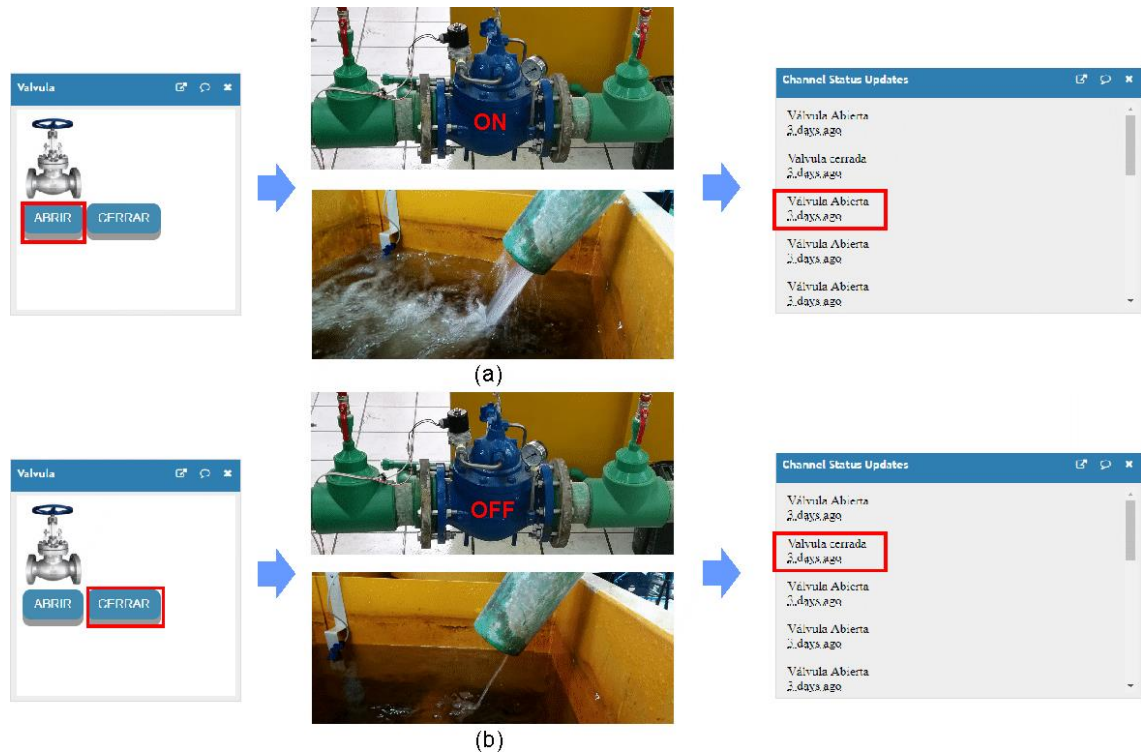 Valvula
ABRIR CERRAR
ON
Channel Status Updates
Válvula Abierta
3 days ago
Valvula cerrada
3 days ago
Válvula Abierta
3 days ago
Válvula Abierta
3 days ago
Válvula Abierta
3 days ago
(a)
Valvula
ABRIR CERRAR
OFF
Channel Status Updates
Válvula Abierta
3 days ago
Valvula cerrada
3 days ago
Válvula Abierta
3 days ago
Válvula Abierta
3 days ago
Válvula Abierta
3 days ago
(b)